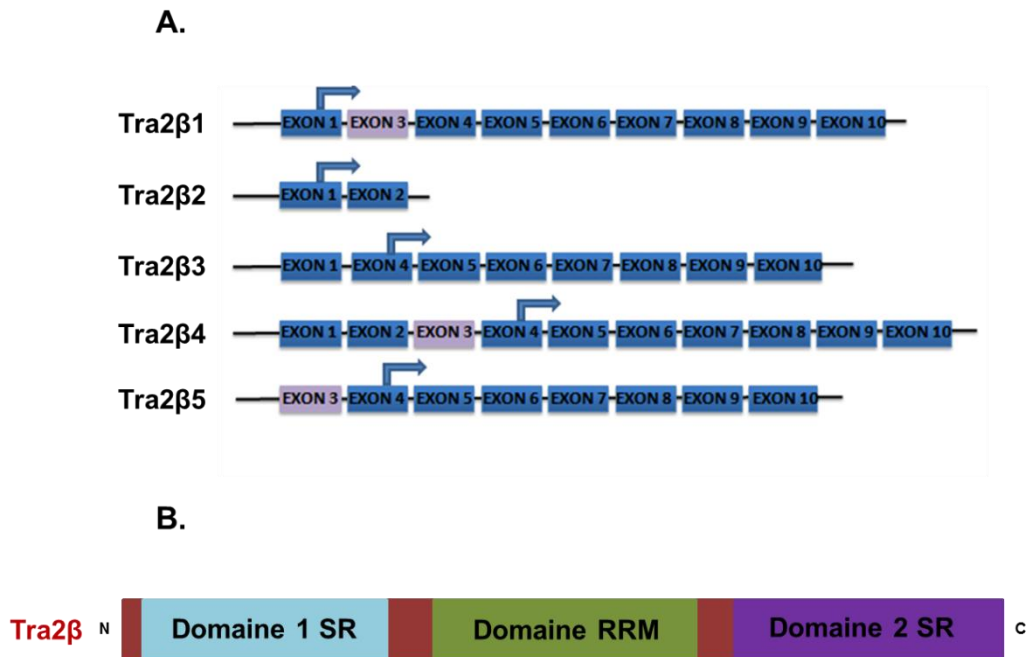 A.
Tra2β1 EXON 1 EXON 3 EXON 4 EXON 5 EXON 6 EXON 7 EXON 8 EXON 9 EXON 10
Tra2β2 EXON 1 EXON 2
Tra2β3 EXON 1 EXON 4 EXON 5 EXON 6 EXON 7 EXON 8 EXON 9 EXON 10
Tra2β4 EXON 1 EXON 2 EXON 3 EXON 4 EXON 5 EXON 6 EXON 7 EXON 8 EXON 9 EXON 10
Tra2β5 EXON 3 EXON 4 EXON 5 EXON 6 EXON 7 EXON 8 EXON 9 EXON 10
B.
Tra2β N Domaine 1 SR Domaine RRM Domaine 2 SR C